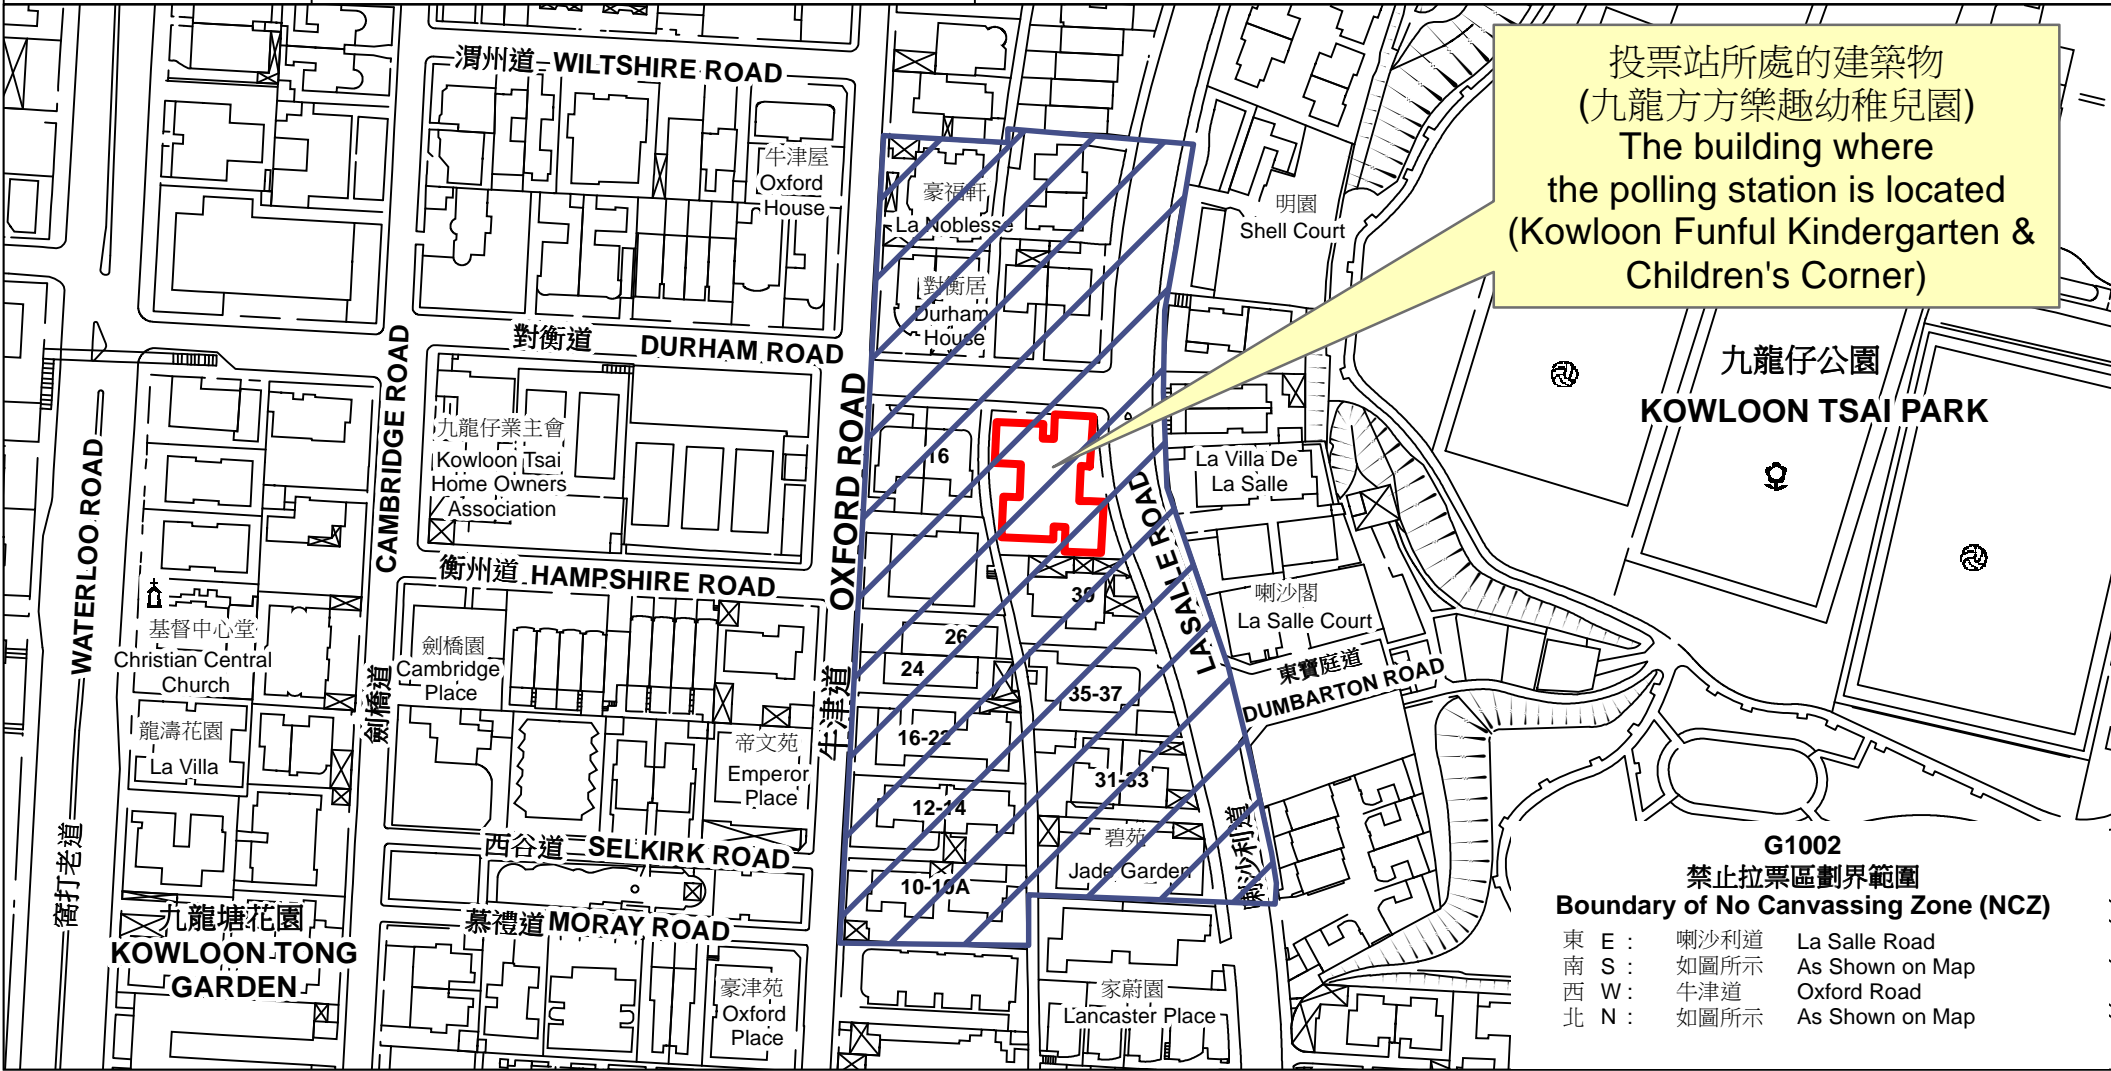 渭州道 WILTSHIRE ROAD
投票站所處的建築物
(九龍方方樂趣幼稚兒園)
The building where
the polling station is located
(Kowloon Funful Kindergarten &
Children's Corner)
牛津屋
Oxford
House
豪福軒
La Noblesse
明園
Shell Court
對衡居
Durham
House
對衡道 DURHAM ROAD
九龍仔公園
KOWLOON TSAI PARK
CAMBRIDGE ROAD
劍橋道
OXFORD ROAD
牛津道
WATERLOO ROAD
窩打老道
九龍仔業主會
Kowloon Tsai
Home Owners
Association
16
La Villa De
La Salle
LA SALLE ROAD
喇沙利道
衡州道 HAMPSHIRE ROAD
39
喇沙閣
La Salle Court
基督中心堂
Christian Central
Church
劍橋園
Cambridge
Place
26
24
東寶庭道
DUMBARTON ROAD
35-37
龍濤花園
La Villa
帝文苑
Emperor
Place
16-22
31-33
12-14
碧苑
Jade Garden
西谷道 SELKIRK ROAD
10-10A
九龍塘花園
KOWLOON TONG
GARDEN
慕禮道 MORAY ROAD
豪津苑
Oxford
Place
家蔚園
Lancaster Place
G1002
禁止拉票區劃界範圍
Boundary of No Canvassing Zone (NCZ)
東 E : 喇沙利道 La Salle Road
南 S : 如圖所示 As Shown on Map
西 W : 牛津道 Oxford Road
北 N : 如圖所示 As Shown on Map